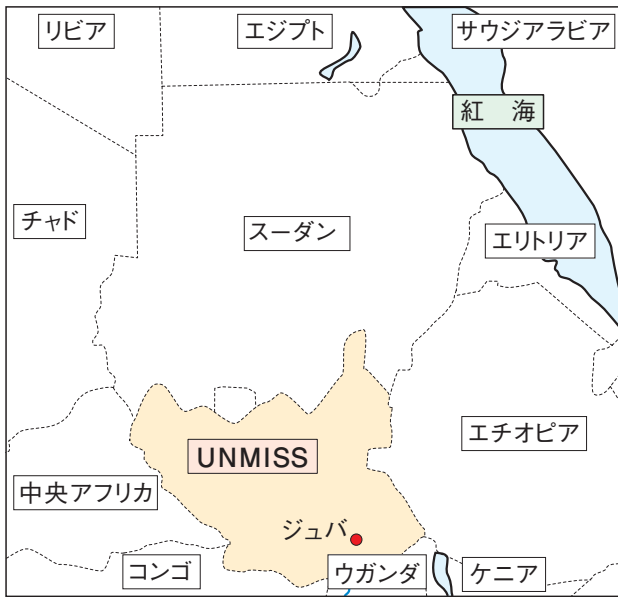 リビア
エジプト
サウジアラビア
紅 海
チャド
スーダン
エリトリア
エチオピア
UNMISS
中央アフリカ
ジュバ
コンゴ
ウガンダ
ケニア